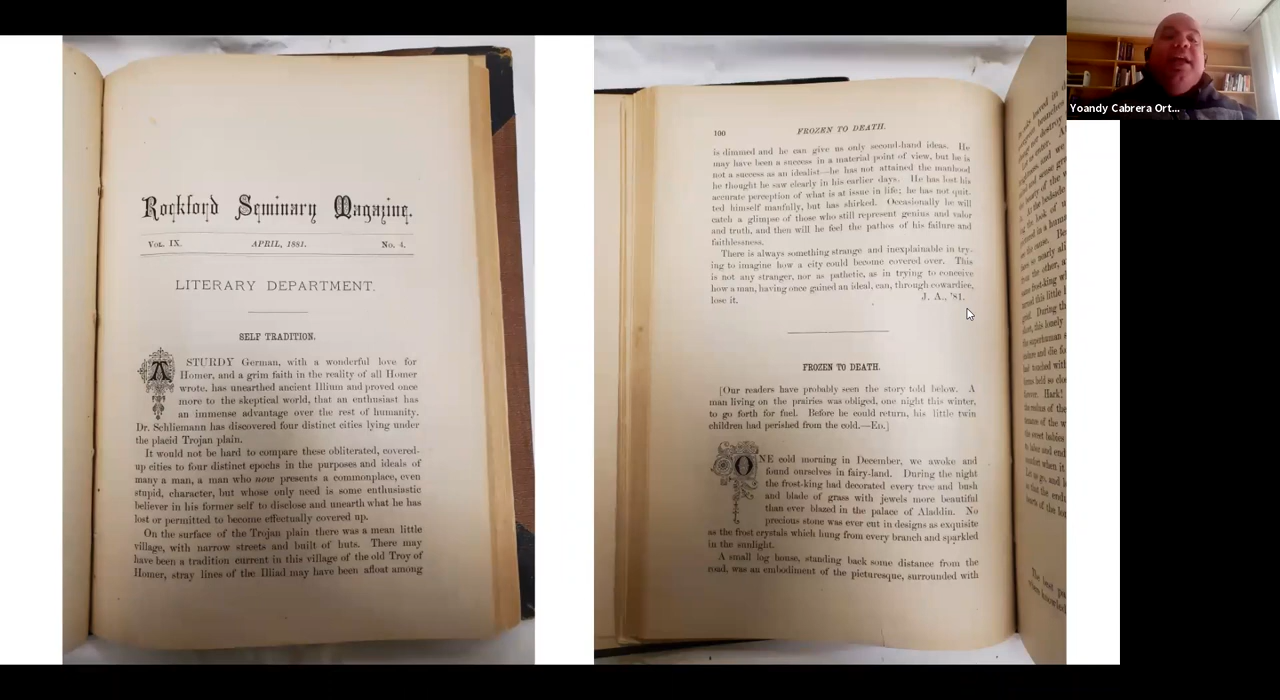 Rockford Seminary Magazine.
Vol. IX. APRIL, 1881. No. 4.
LITERARY DEPARTMENT.
SELF TRADITION.
A STURDY German, with a wonderful love for
Homer, and a grim faith in the reality of all Homer
wrote, has unearthed ancient Illium and proved once
more to the skeptical world, that an enthusiast has
an immense advantage over the rest of humanity.
Dr. Schliemann has discovered four distinct cities lying under
the placid Trojan plain.
It would not be hard to compare these obliterated, covered-
up cities to four distinct epochs in the purposes and ideals of
many a man, a man who now presents a commonplace, even
stupid, character, but whose only need is some enthusiastic
believer in his former self to disclose and unearth what he has
lost or permitted to become effectually covered up.
On the surface of the Trojan plain there was a mean little
village, with narrow streets and built of huts. There may
have been a tradition current in this village of the old Troy of
Homer, stray lines of the Illiad may have been afloat among
100 FROZEN TO DEATH.
is dimmed and he can give us only second-hand ideas. He
may have been a success in a material point of view, but he is
not a success as an idealist—he has not attained the manhood
he thought he saw clearly in his earlier days. He has lost his
accurate perception of what is at issue in life; he has not quit-
ted himself manfully, but has shirked. Occasionally he will
catch a glimpse of those who still represent genius and valor
and truth, and then will he feel the pathos of his failure and
faithlessness.
There is always something strange and inexplainable in try-
ing to imagine how a city could become covered over. This
is not any stranger, nor as pathetic, as in trying to conceive
how a man, having once gained an ideal, can, through cowardice,
lose it. J. A., '81.
FROZEN TO DEATH.
[Our readers have probably seen the story told below. A
man living on the prairies was obliged, one night this winter,
to go forth for fuel. Before he could return, his little twin
children had perished from the cold.—ED.]
ONE cold morning in December, we awoke and
found ourselves in fairy-land. During the night
the frost-king had decorated every tree and bush
and blade of grass with jewels more beautiful
than ever blazed in the palace of Aladdin. No
precious stone was ever cut in designs as exquisite
as the frost crystals which hung from every branch and sparkled
in the sunlight.
A small log house, standing back some distance from the
road, was an embodiment of the picturesque, surrounded with
Yoandy Cabrera Ort...